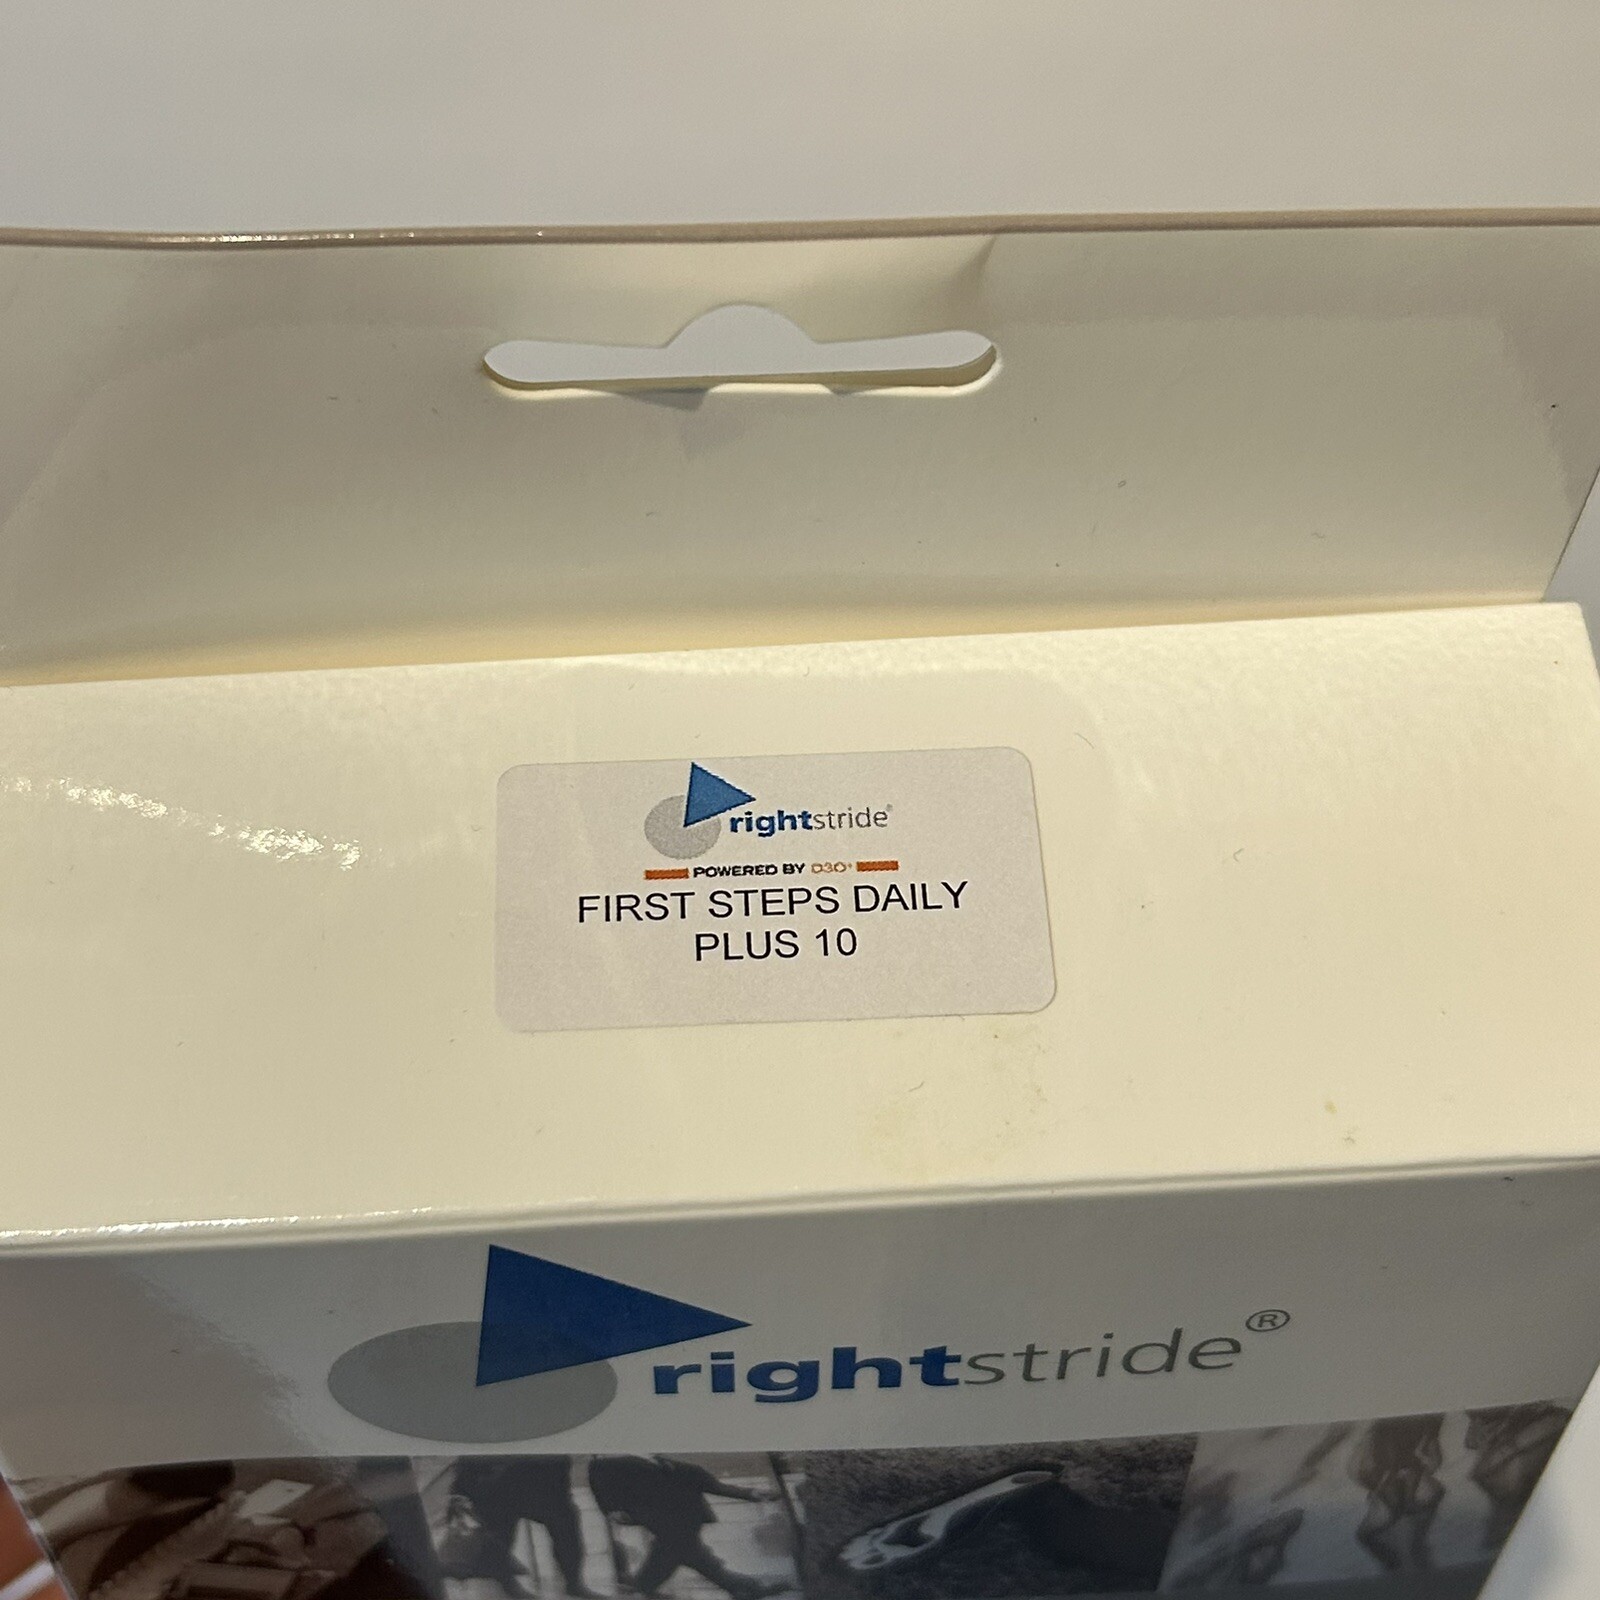 rightstride®
POWERED BY D3O®
FIRST STEPS DAILY
PLUS 10
rightstride®